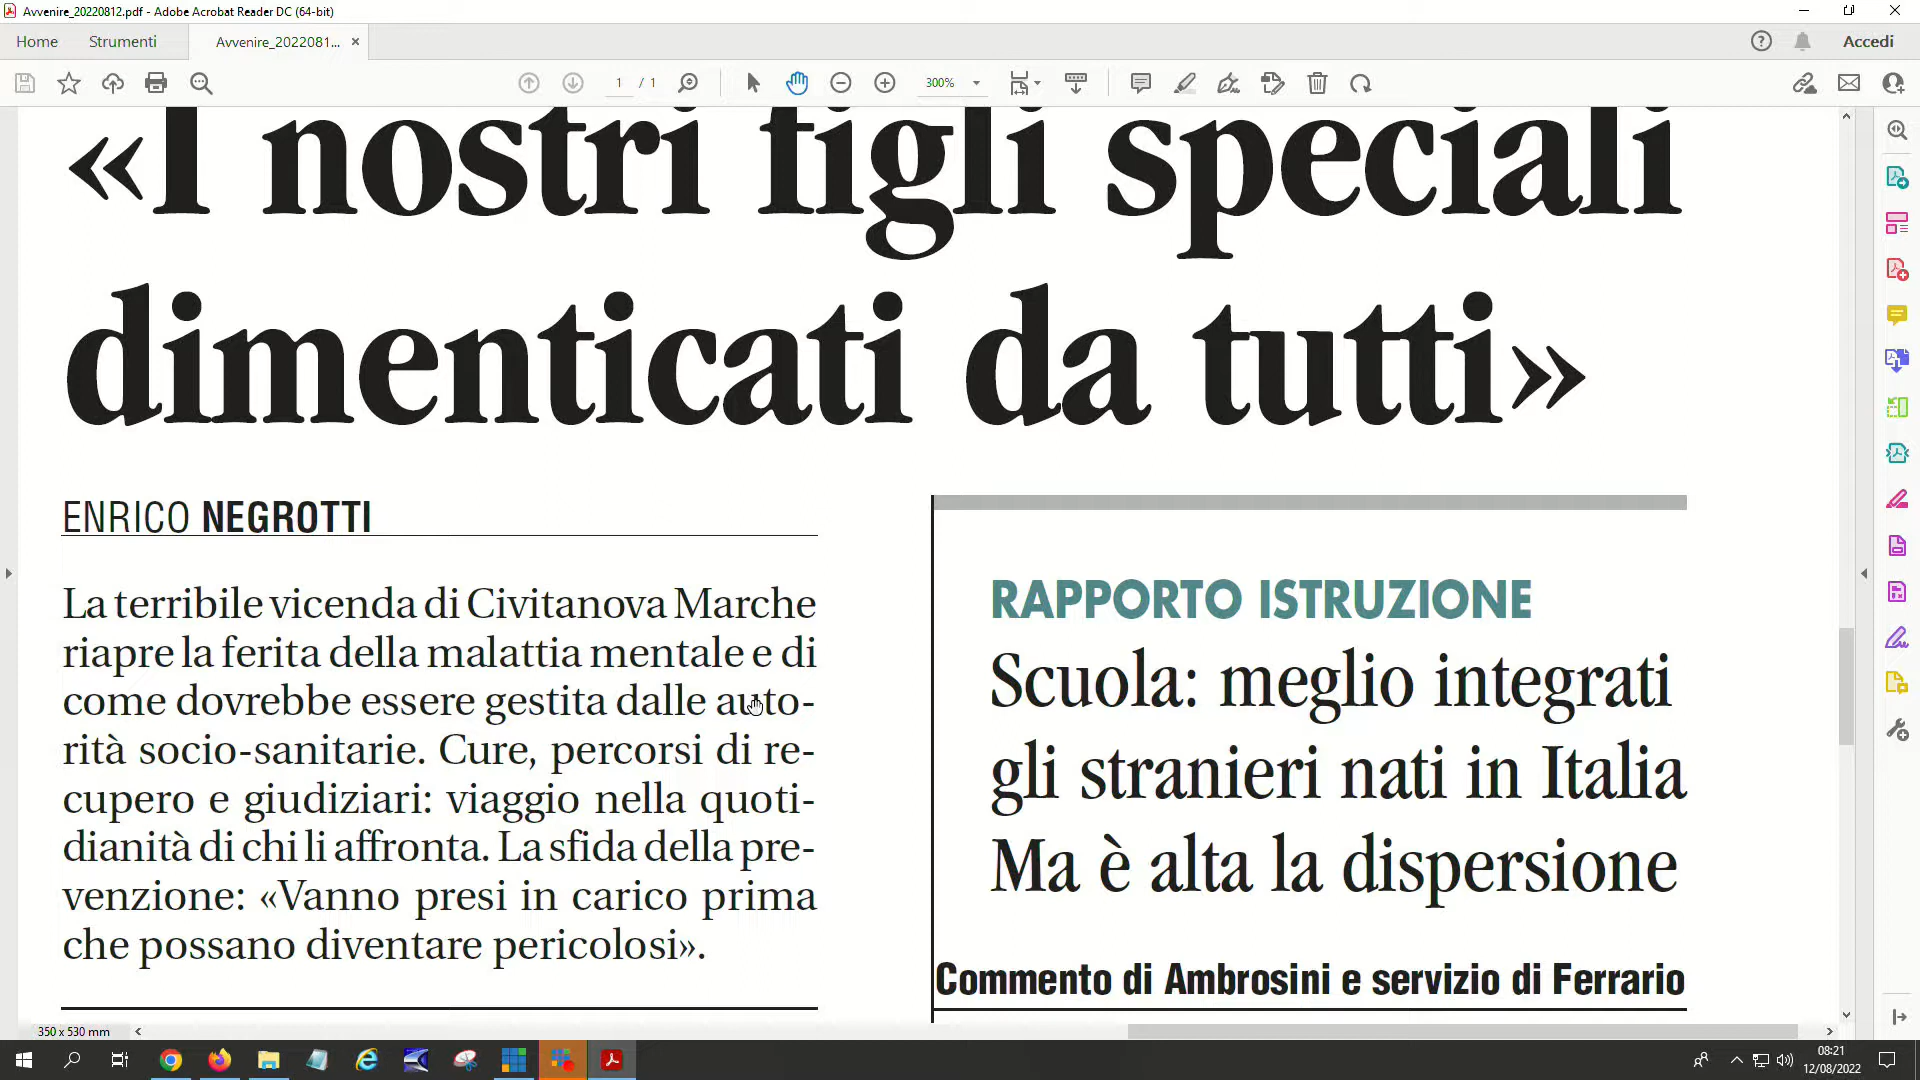 Avvenire_20220812.pdf - Adobe Acrobat Reader DC (64-bit)
Home Strumenti Avvenire_2022081... × Accedi
1 / 1 300%
«I nostri figli speciali
dimenticati da tutti»
ENRICO NEGROTTI
La terribile vicenda di Civitanova Marche
riapre la ferita della malattia mentale e di
come dovrebbe essere gestita dalle auto-
rità socio-sanitarie. Cure, percorsi di re-
cupero e giudiziari: viaggio nella quoti-
dianità di chi li affronta. La sfida della pre-
venzione: «Vanno presi in carico prima
che possano diventare pericolosi».
RAPPORTO ISTRUZIONE
Scuola: meglio integrati
gli stranieri nati in Italia
Ma è alta la dispersione
Commento di Ambrosini e servizio di Ferrario
350 x 530 mm
08:21
12/08/2022